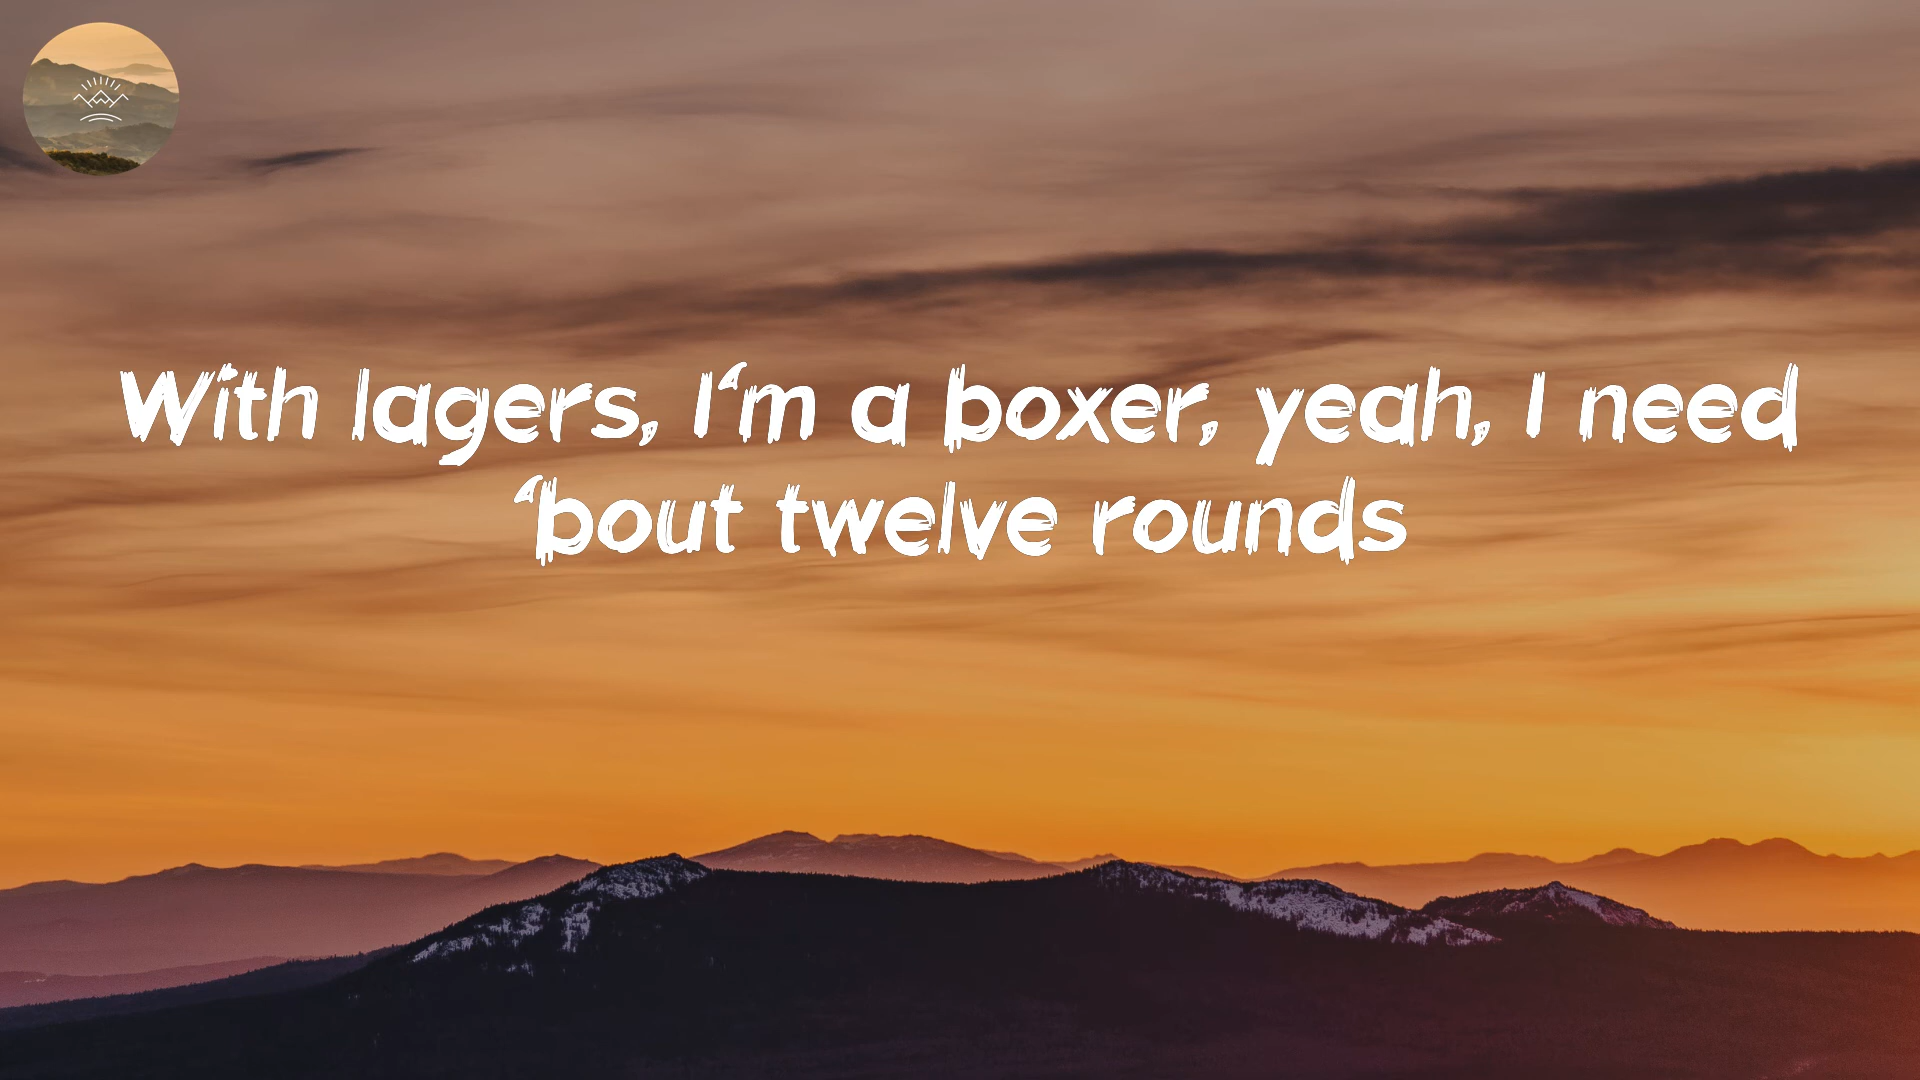 With lagers, I‘m a boxer, yeah, I need
‘bout twelve rounds